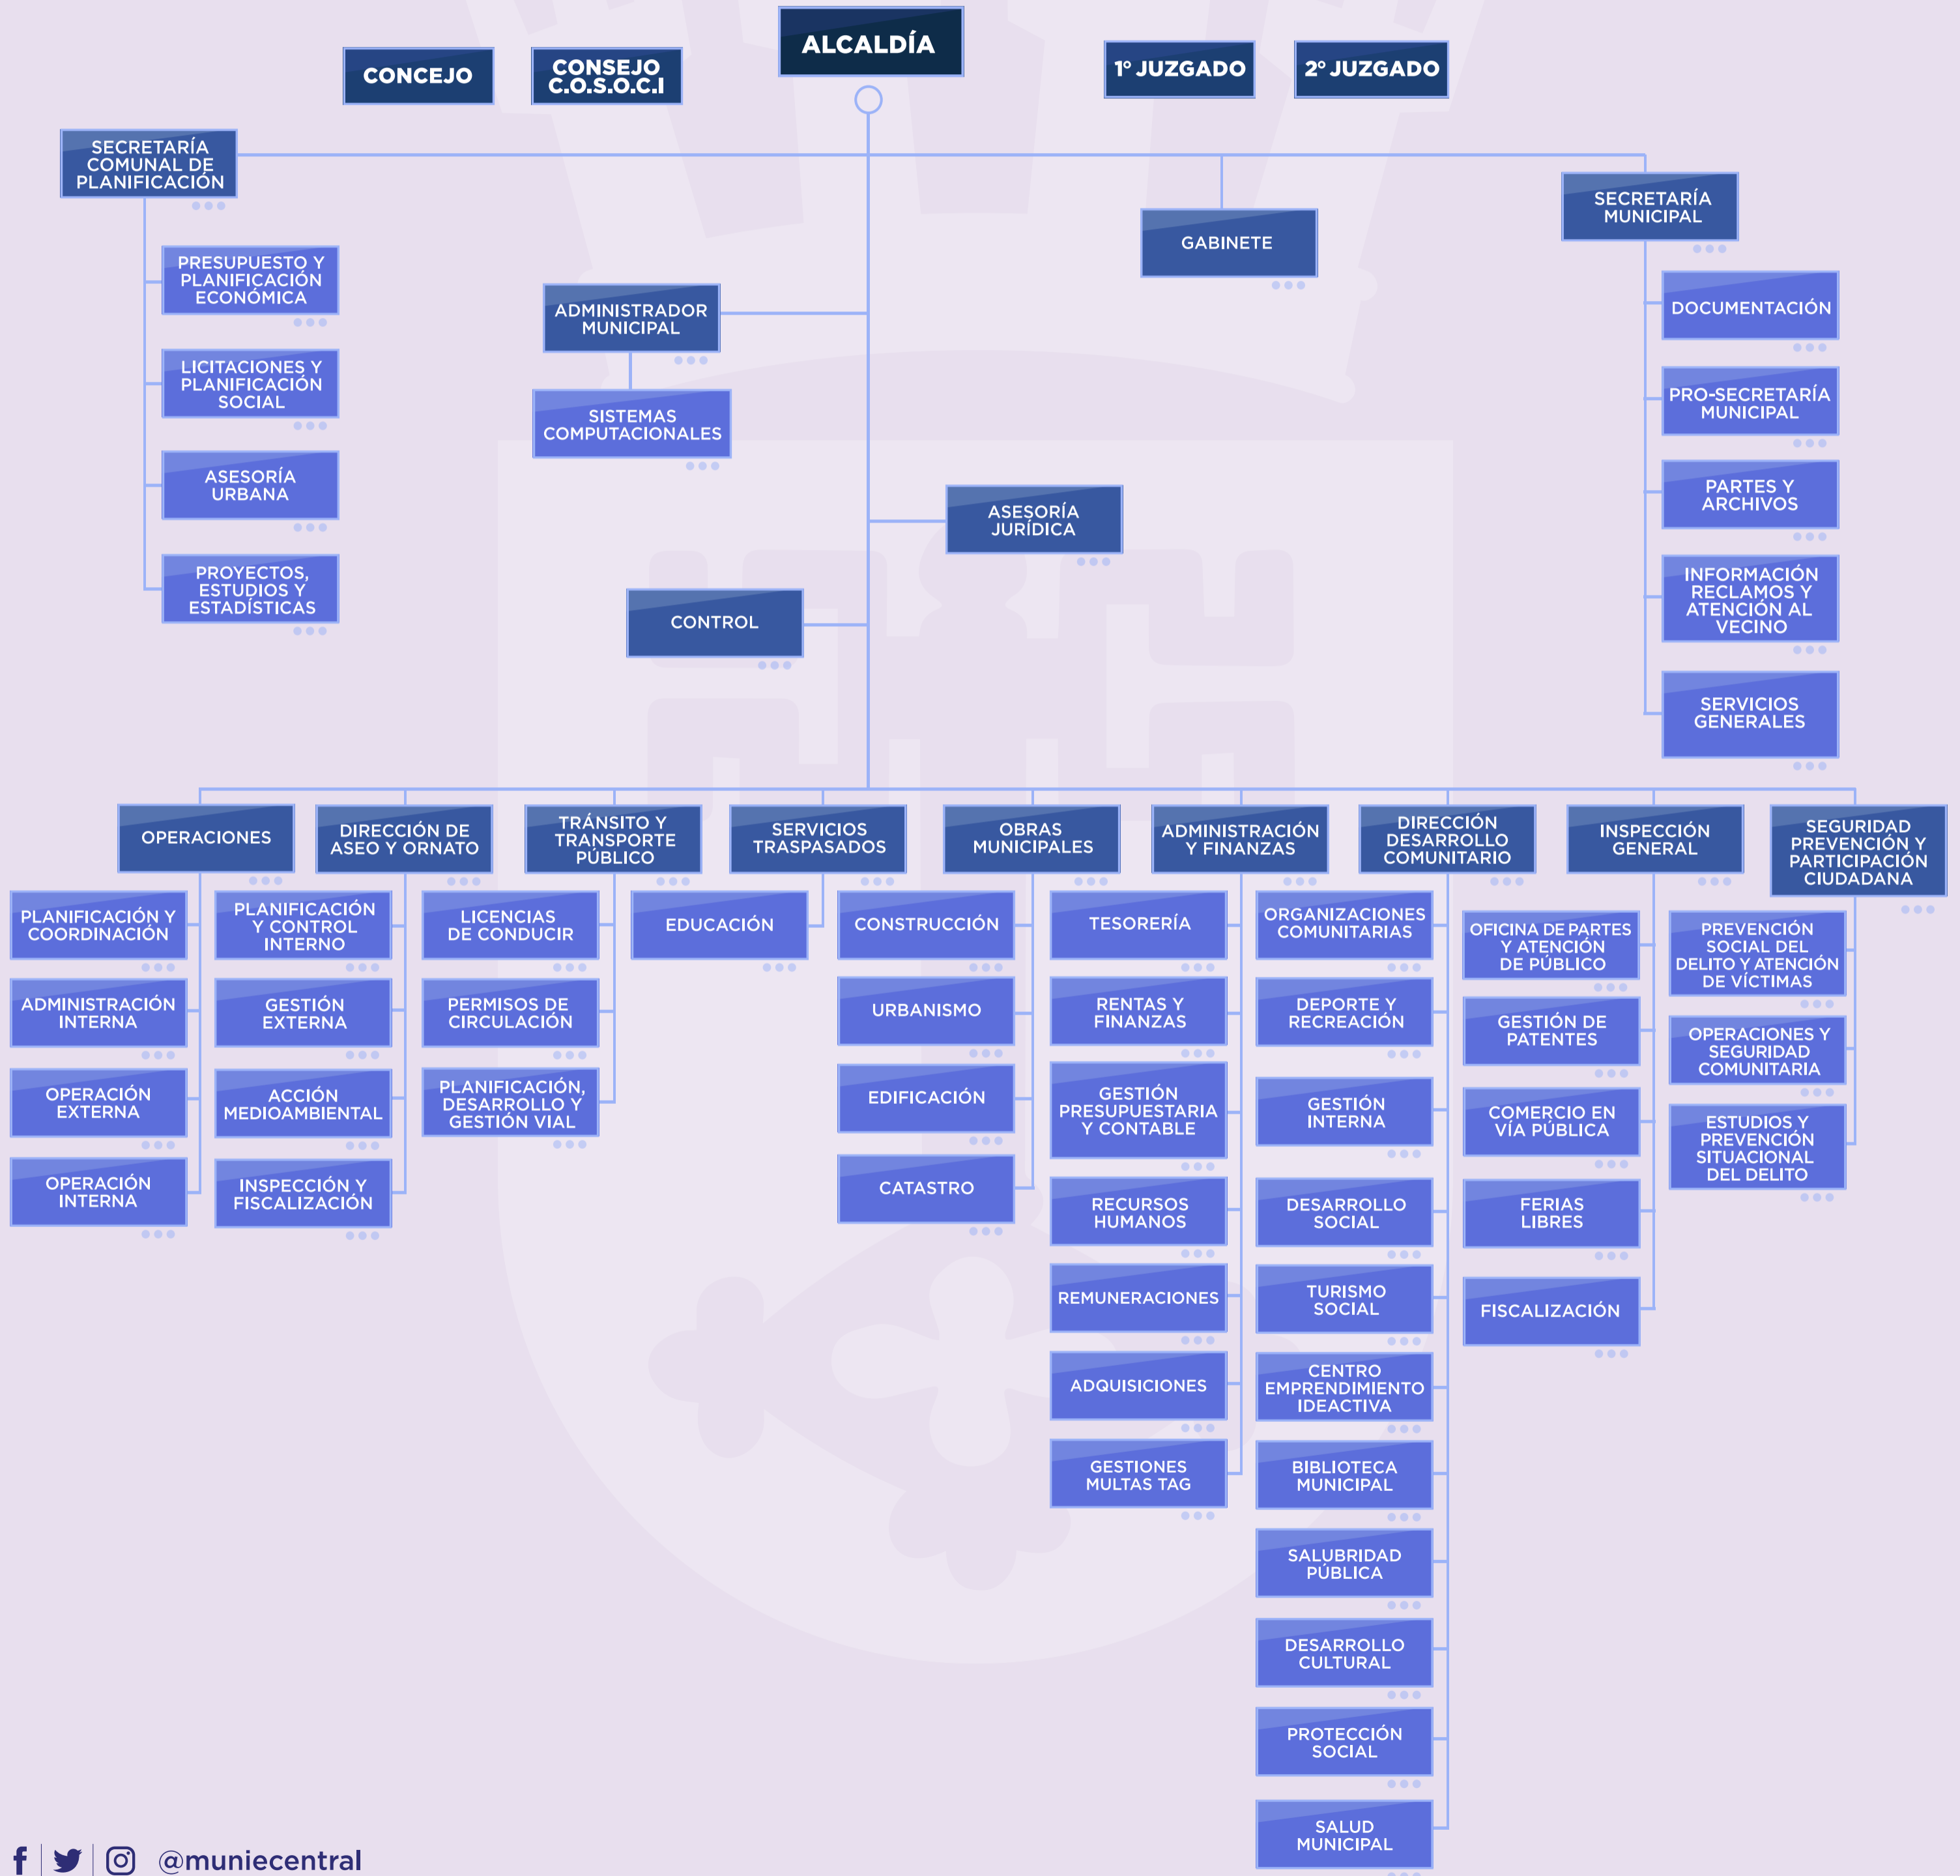 ALCALDÍA
CONCEJO
CONSEJO
C.O.S.O.C.I
1° JUZGADO
2° JUZGADO
SECRETARÍA
COMUNAL DE
PLANIFICACIÓN
PRESUPUESTO Y
PLANIFICACIÓN
ECONÓMICA
LICITACIONES Y
PLANIFICACIÓN
SOCIAL
ASESORÍA
URBANA
PROYECTOS,
ESTUDIOS Y
ESTADÍSTICAS
ADMINISTRADOR
MUNICIPAL
SISTEMAS
COMPUTACIONALES
GABINETE
ASESORÍA
JURÍDICA
CONTROL
SECRETARÍA
MUNICIPAL
DOCUMENTACIÓN
PRO-SECRETARÍA
MUNICIPAL
PARTES Y
ARCHIVOS
INFORMACIÓN
RECLAMOS Y
ATENCIÓN AL
VECINO
SERVICIOS
GENERALES
OPERACIONES
PLANIFICACIÓN Y
COORDINACIÓN
ADMINISTRACIÓN
INTERNA
OPERACIÓN
EXTERNA
OPERACIÓN
INTERNA
DIRECCIÓN DE
ASEO Y ORNATO
PLANIFICACIÓN
Y CONTROL
INTERNO
GESTIÓN
EXTERNA
ACCIÓN
MEDIOAMBIENTAL
INSPECCIÓN Y
FISCALIZACIÓN
TRÁNSITO Y
TRANSPORTE
PÚBLICO
LICENCIAS
DE CONDUCIR
PERMISOS DE
CIRCULACIÓN
PLANIFICACIÓN,
DESARROLLO Y
GESTIÓN VIAL
SERVICIOS
TRASPASADOS
EDUCACIÓN
OBRAS
MUNICIPALES
CONSTRUCCIÓN
URBANISMO
EDIFICACIÓN
CATASTRO
ADMINISTRACIÓN
Y FINANZAS
TESORERÍA
RENTAS Y
FINANZAS
GESTIÓN
PRESUPUESTARIA
Y CONTABLE
RECURSOS
HUMANOS
REMUNERACIONES
ADQUISICIONES
GESTIONES
MULTAS TAG
DIRECCIÓN
DESARROLLO
COMUNITARIO
ORGANIZACIONES
COMUNITARIAS
DEPORTE Y
RECREACIÓN
GESTIÓN
INTERNA
DESARROLLO
SOCIAL
TURISMO
SOCIAL
CENTRO
EMPRENDIMIENTO
IDEACTIVA
BIBLIOTECA
MUNICIPAL
SALUBRIDAD
PÚBLICA
DESARROLLO
CULTURAL
PROTECCIÓN
SOCIAL
SALUD
MUNICIPAL
INSPECCIÓN
GENERAL
OFICINA DE PARTES
Y ATENCIÓN
DE PÚBLICO
GESTIÓN DE
PATENTES
COMERCIO EN
VÍA PÚBLICA
FERIAS
LIBRES
FISCALIZACIÓN
SEGURIDAD
PREVENCIÓN Y
PARTICIPACIÓN
CIUDADANA
PREVENCIÓN
SOCIAL DEL
DELITO Y ATENCIÓN
DE VÍCTIMAS
OPERACIONES Y
SEGURIDAD
COMUNITARIA
ESTUDIOS Y
PREVENCIÓN
SITUACIONAL
DEL DELITO
@muniecentral